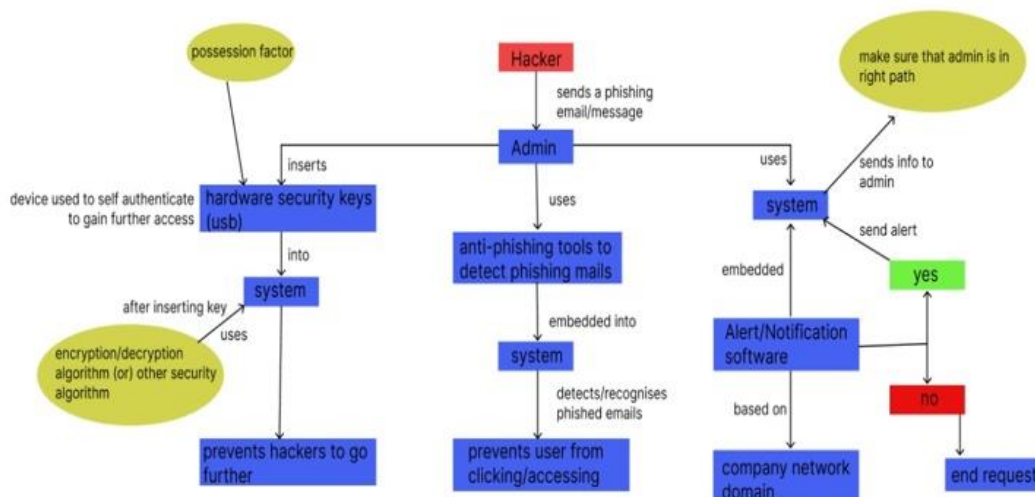 possession factor
Hacker
make sure that admin is in
right path
sends a phishing
email/message
Admin
inserts
uses
sends info to
admin
device used to self authenticate
to gain further access
hardware security keys
(usb)
uses
system
send alert
into
anti-phishing tools to
detect phishing mails
embedded
yes
system
after inserting key
uses
embedded into
Alert/Notification
software
encryption/decryption
algorithm (or) other security
algorithm
system
detects/recognises
phished emails
based on
no
prevents hackers to go
further
prevents user from
clicking/accessing
company network
domain
end request